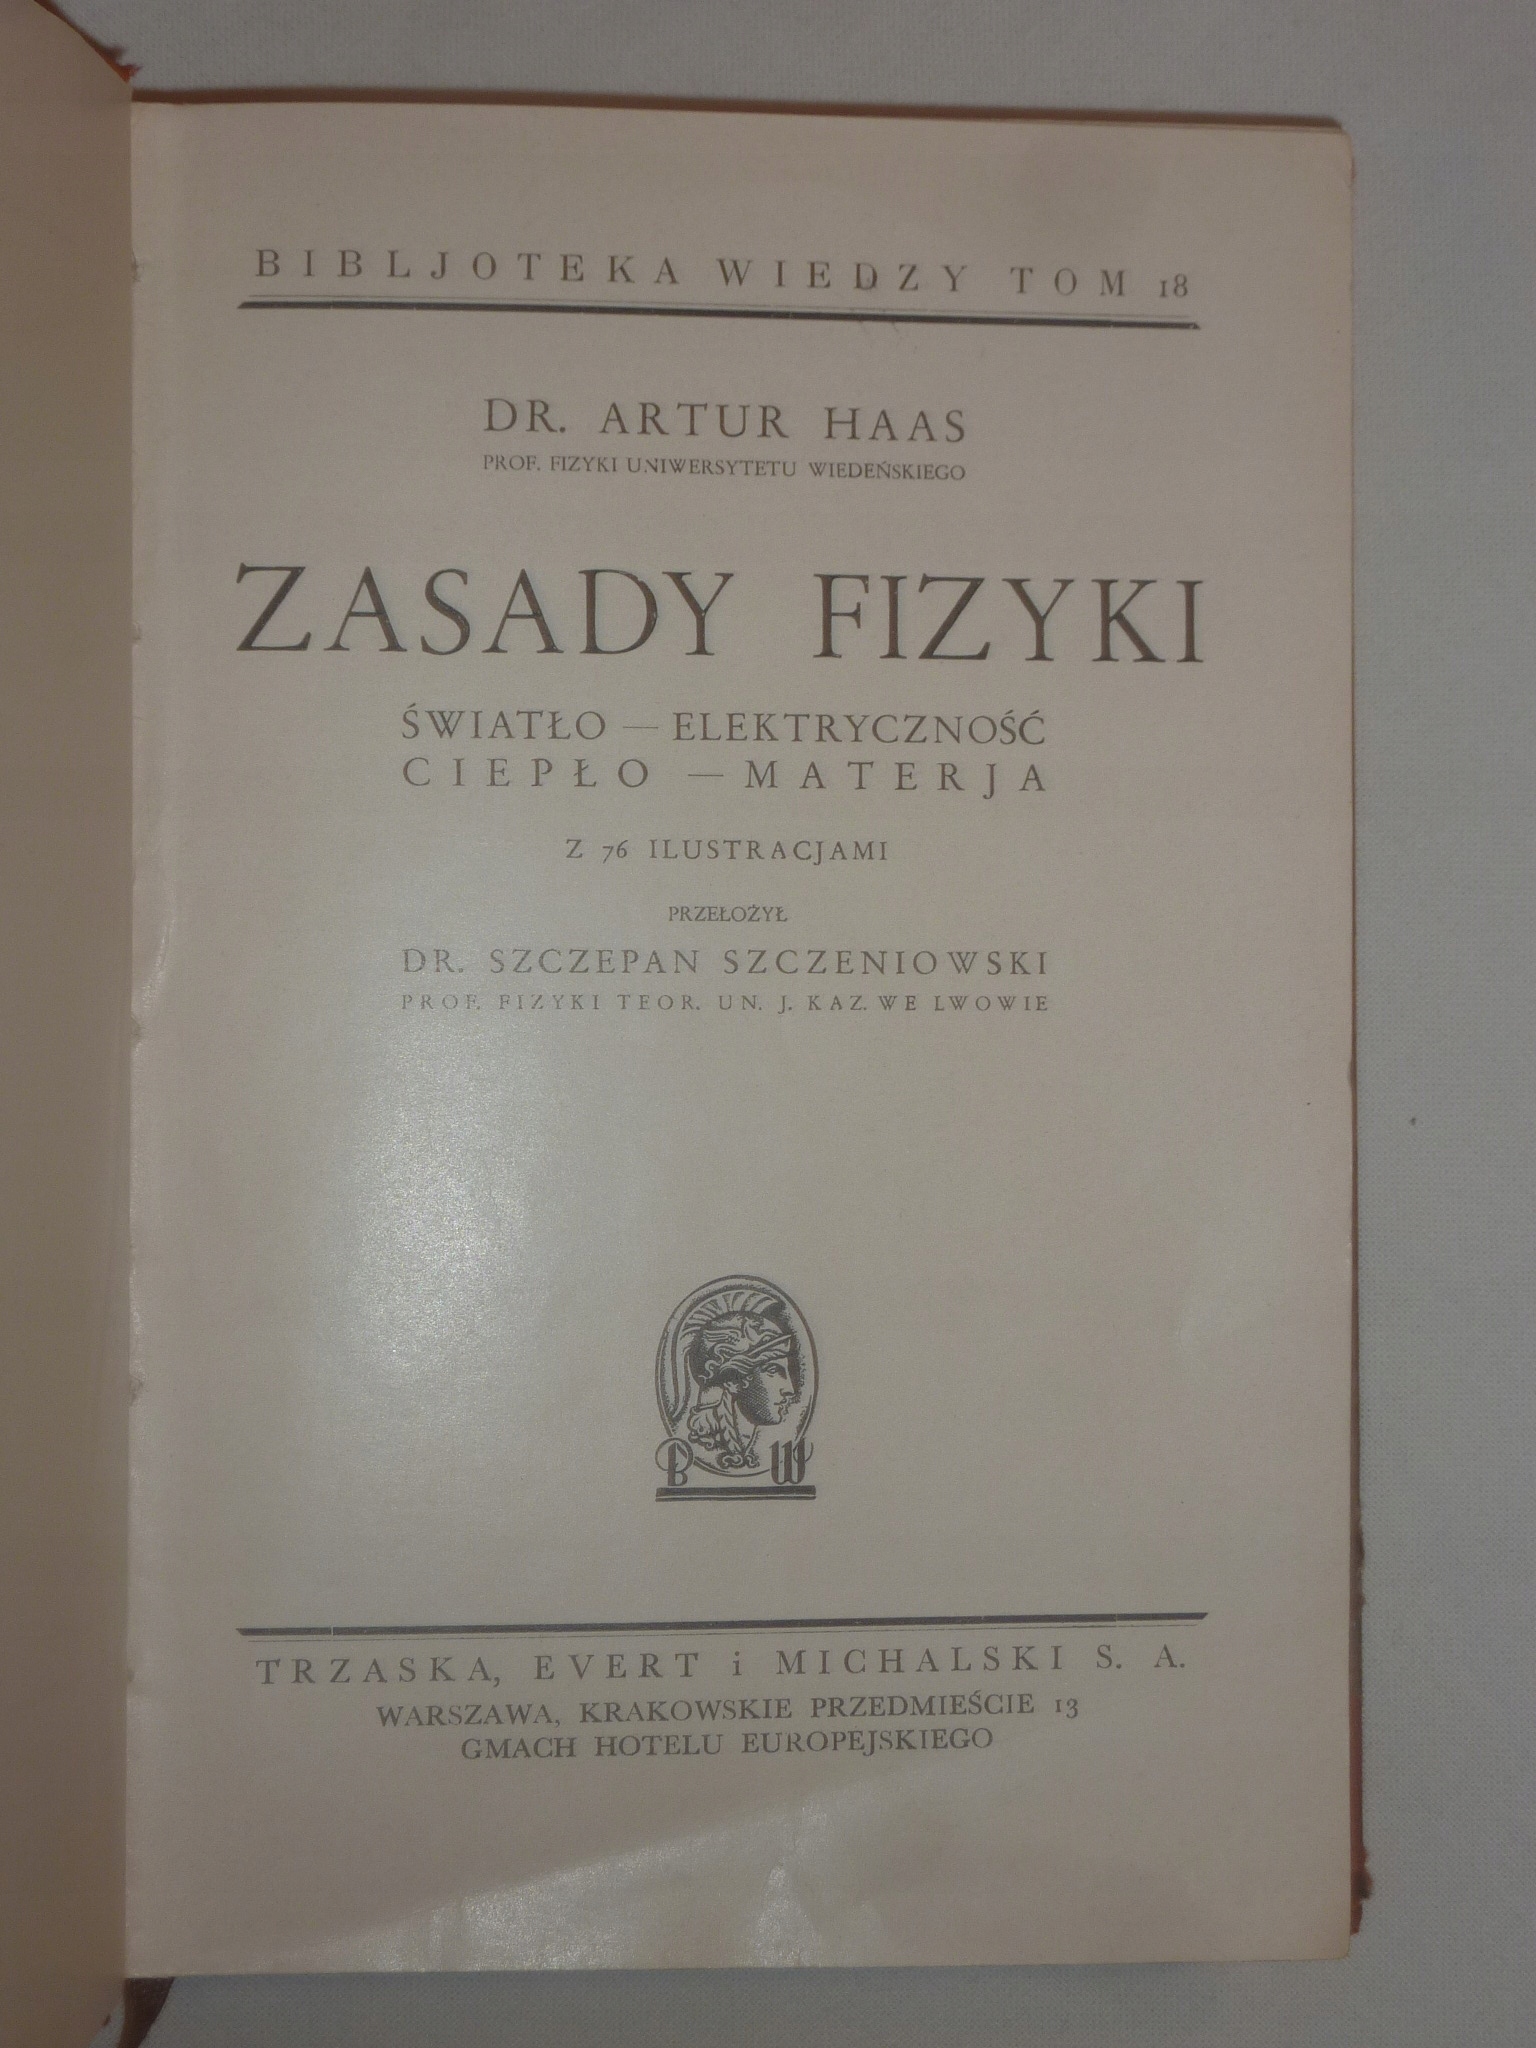 BIBLJOTEKA WIEDZY TOM 18
DR. ARTUR HAAS
PROF. FIZYKI UNIWERSYTETU WIEDEŃSKIEGO
ZASADY FIZYKI
ŚWIATŁO — ELEKTRYCZNOŚĆ
CIEPŁO — MATERJA
Z 76 ILUSTRACJAMI
PRZEŁOŻYŁ
DR. SZCZEPAN SZCZENIOWSKI
PROF. FIZYKI TEOR. UN. J. KAZ. WE LWOWIE
B W
TRZASKA, EVERT i MICHALSKI S. A.
WARSZAWA, KRAKOWSKIE PRZEDMIEŚCIE 13
GMACH HOTELU EUROPEJSKIEGO